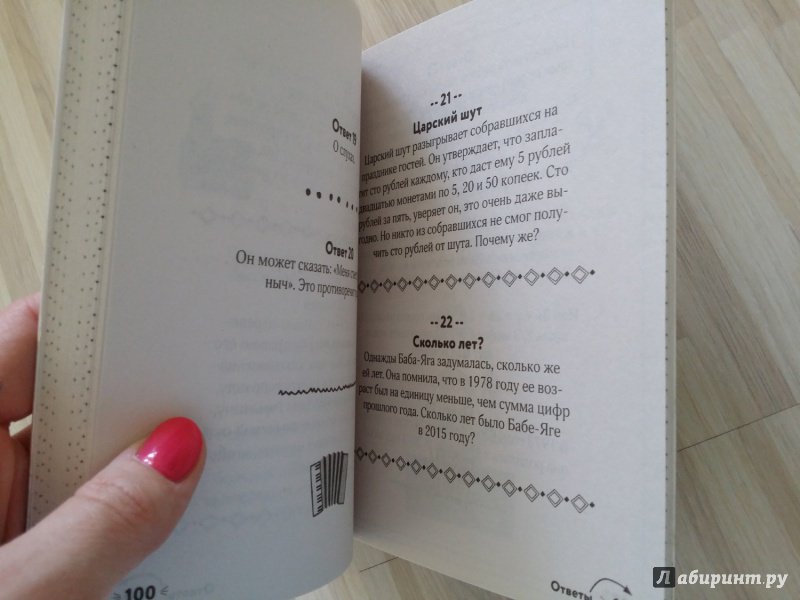 Ответ 19
О слухах
Ответ 20
Он может сказать: «Меня
ныч». Это противоречит
100
Ответы
-- 21 --
Царский шут
Царский шут разыгрывает собравшихся на
празднике гостей. Он утверждает, что запла-
тит сто рублей каждому, кто даст ему 5 рублей
двадцатью монетами по 5, 20 и 50 копеек. Сто
рублей за пять, уверяет он, это очень даже вы-
годно. Но никто из собравшихся не смог полу-
чить сто рублей от шута. Почему же?
-- 22 --
Сколько лет?
Однажды Баба-Яга задумалась, сколько же
ей лет. Она помнила, что в 1978 году ее воз-
раст был на единицу меньше, чем сумма цифр
прошлого года. Сколько лет было Бабе-Яге
в 2015 году?
Ответы
Лабиринт.ру